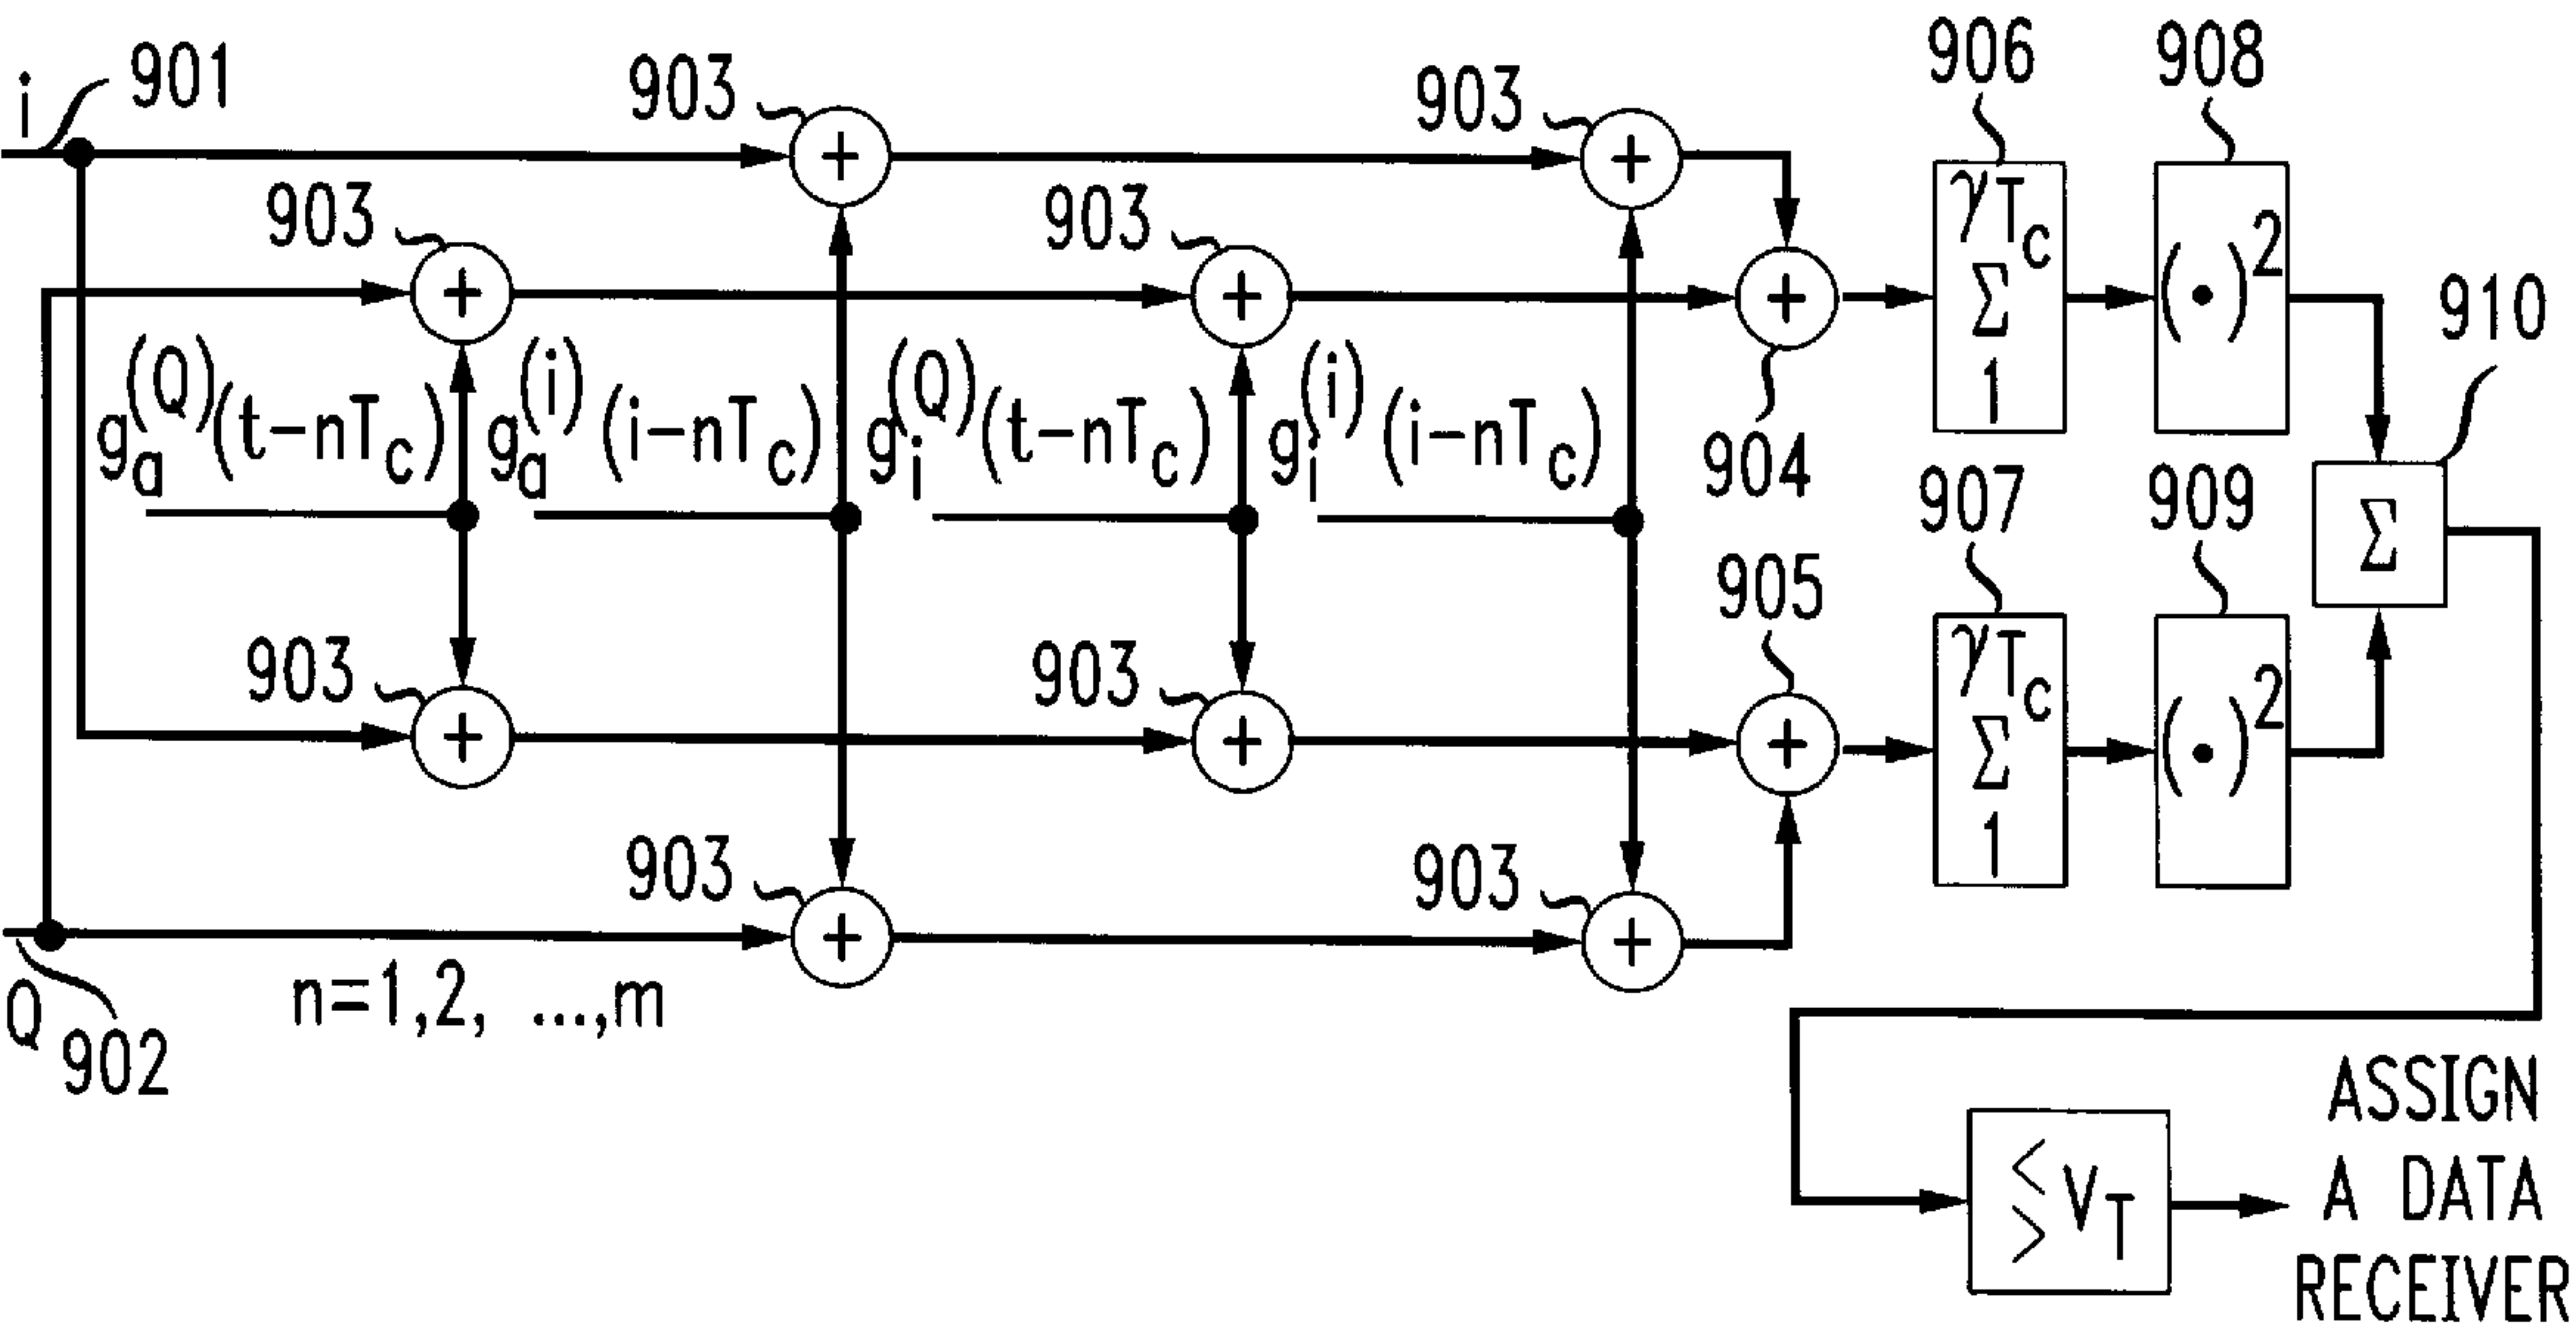 i
901
903
903
906
908
903
903
910
+
+
+
+
+
γT_c
Σ
1
(•)²
g_a^(Q)(t−nT_c)
g_a^(i)(i−nT_c)
g_i^(Q)(t−nT_c)
g_i^(i)(i−nT_c)
904
907
909
Σ
903
903
905
+
+
+
γT_c
Σ
1
(•)²
903
903
+
+
Q
902
n=1,2, ...,m
≤ V_T
>
ASSIGN
A DATA
RECEIVER